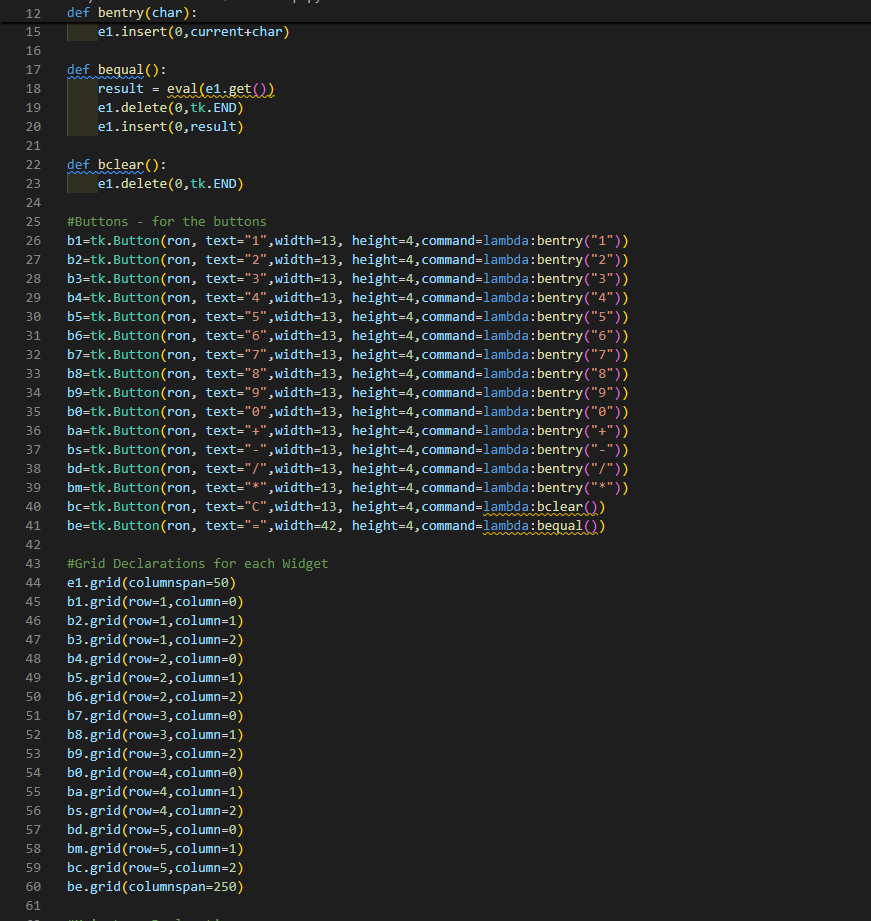 12 def bentry(char):
15 e1.insert(0,current+char)
16
17 def bequal():
18 result = eval(e1.get())
19 e1.delete(0,tk.END)
20 e1.insert(0,result)
21
22 def bclear():
23 e1.delete(0,tk.END)
24
25 #Buttons - for the buttons
26 b1=tk.Button(ron, text="1",width=13, height=4,command=lambda:bentry("1"))
27 b2=tk.Button(ron, text="2",width=13, height=4,command=lambda:bentry("2"))
28 b3=tk.Button(ron, text="3",width=13, height=4,command=lambda:bentry("3"))
29 b4=tk.Button(ron, text="4",width=13, height=4,command=lambda:bentry("4"))
30 b5=tk.Button(ron, text="5",width=13, height=4,command=lambda:bentry("5"))
31 b6=tk.Button(ron, text="6",width=13, height=4,command=lambda:bentry("6"))
32 b7=tk.Button(ron, text="7",width=13, height=4,command=lambda:bentry("7"))
33 b8=tk.Button(ron, text="8",width=13, height=4,command=lambda:bentry("8"))
34 b9=tk.Button(ron, text="9",width=13, height=4,command=lambda:bentry("9"))
35 b0=tk.Button(ron, text="0",width=13, height=4,command=lambda:bentry("0"))
36 ba=tk.Button(ron, text="+",width=13, height=4,command=lambda:bentry("+"))
37 bs=tk.Button(ron, text="-",width=13, height=4,command=lambda:bentry("-"))
38 bd=tk.Button(ron, text="/",width=13, height=4,command=lambda:bentry("/"))
39 bm=tk.Button(ron, text="*",width=13, height=4,command=lambda:bentry("*"))
40 bc=tk.Button(ron, text="C",width=13, height=4,command=lambda:bclear())
41 be=tk.Button(ron, text="=",width=42, height=4,command=lambda:bequal())
42
43 #Grid Declarations for each Widget
44 e1.grid(columnspan=50)
45 b1.grid(row=1,column=0)
46 b2.grid(row=1,column=1)
47 b3.grid(row=1,column=2)
48 b4.grid(row=2,column=0)
49 b5.grid(row=2,column=1)
50 b6.grid(row=2,column=2)
51 b7.grid(row=3,column=0)
52 b8.grid(row=3,column=1)
53 b9.grid(row=3,column=2)
54 b0.grid(row=4,column=0)
55 ba.grid(row=4,column=1)
56 bs.grid(row=4,column=2)
57 bd.grid(row=5,column=0)
58 bm.grid(row=5,column=1)
59 bc.grid(row=5,column=2)
60 be.grid(columnspan=250)
61